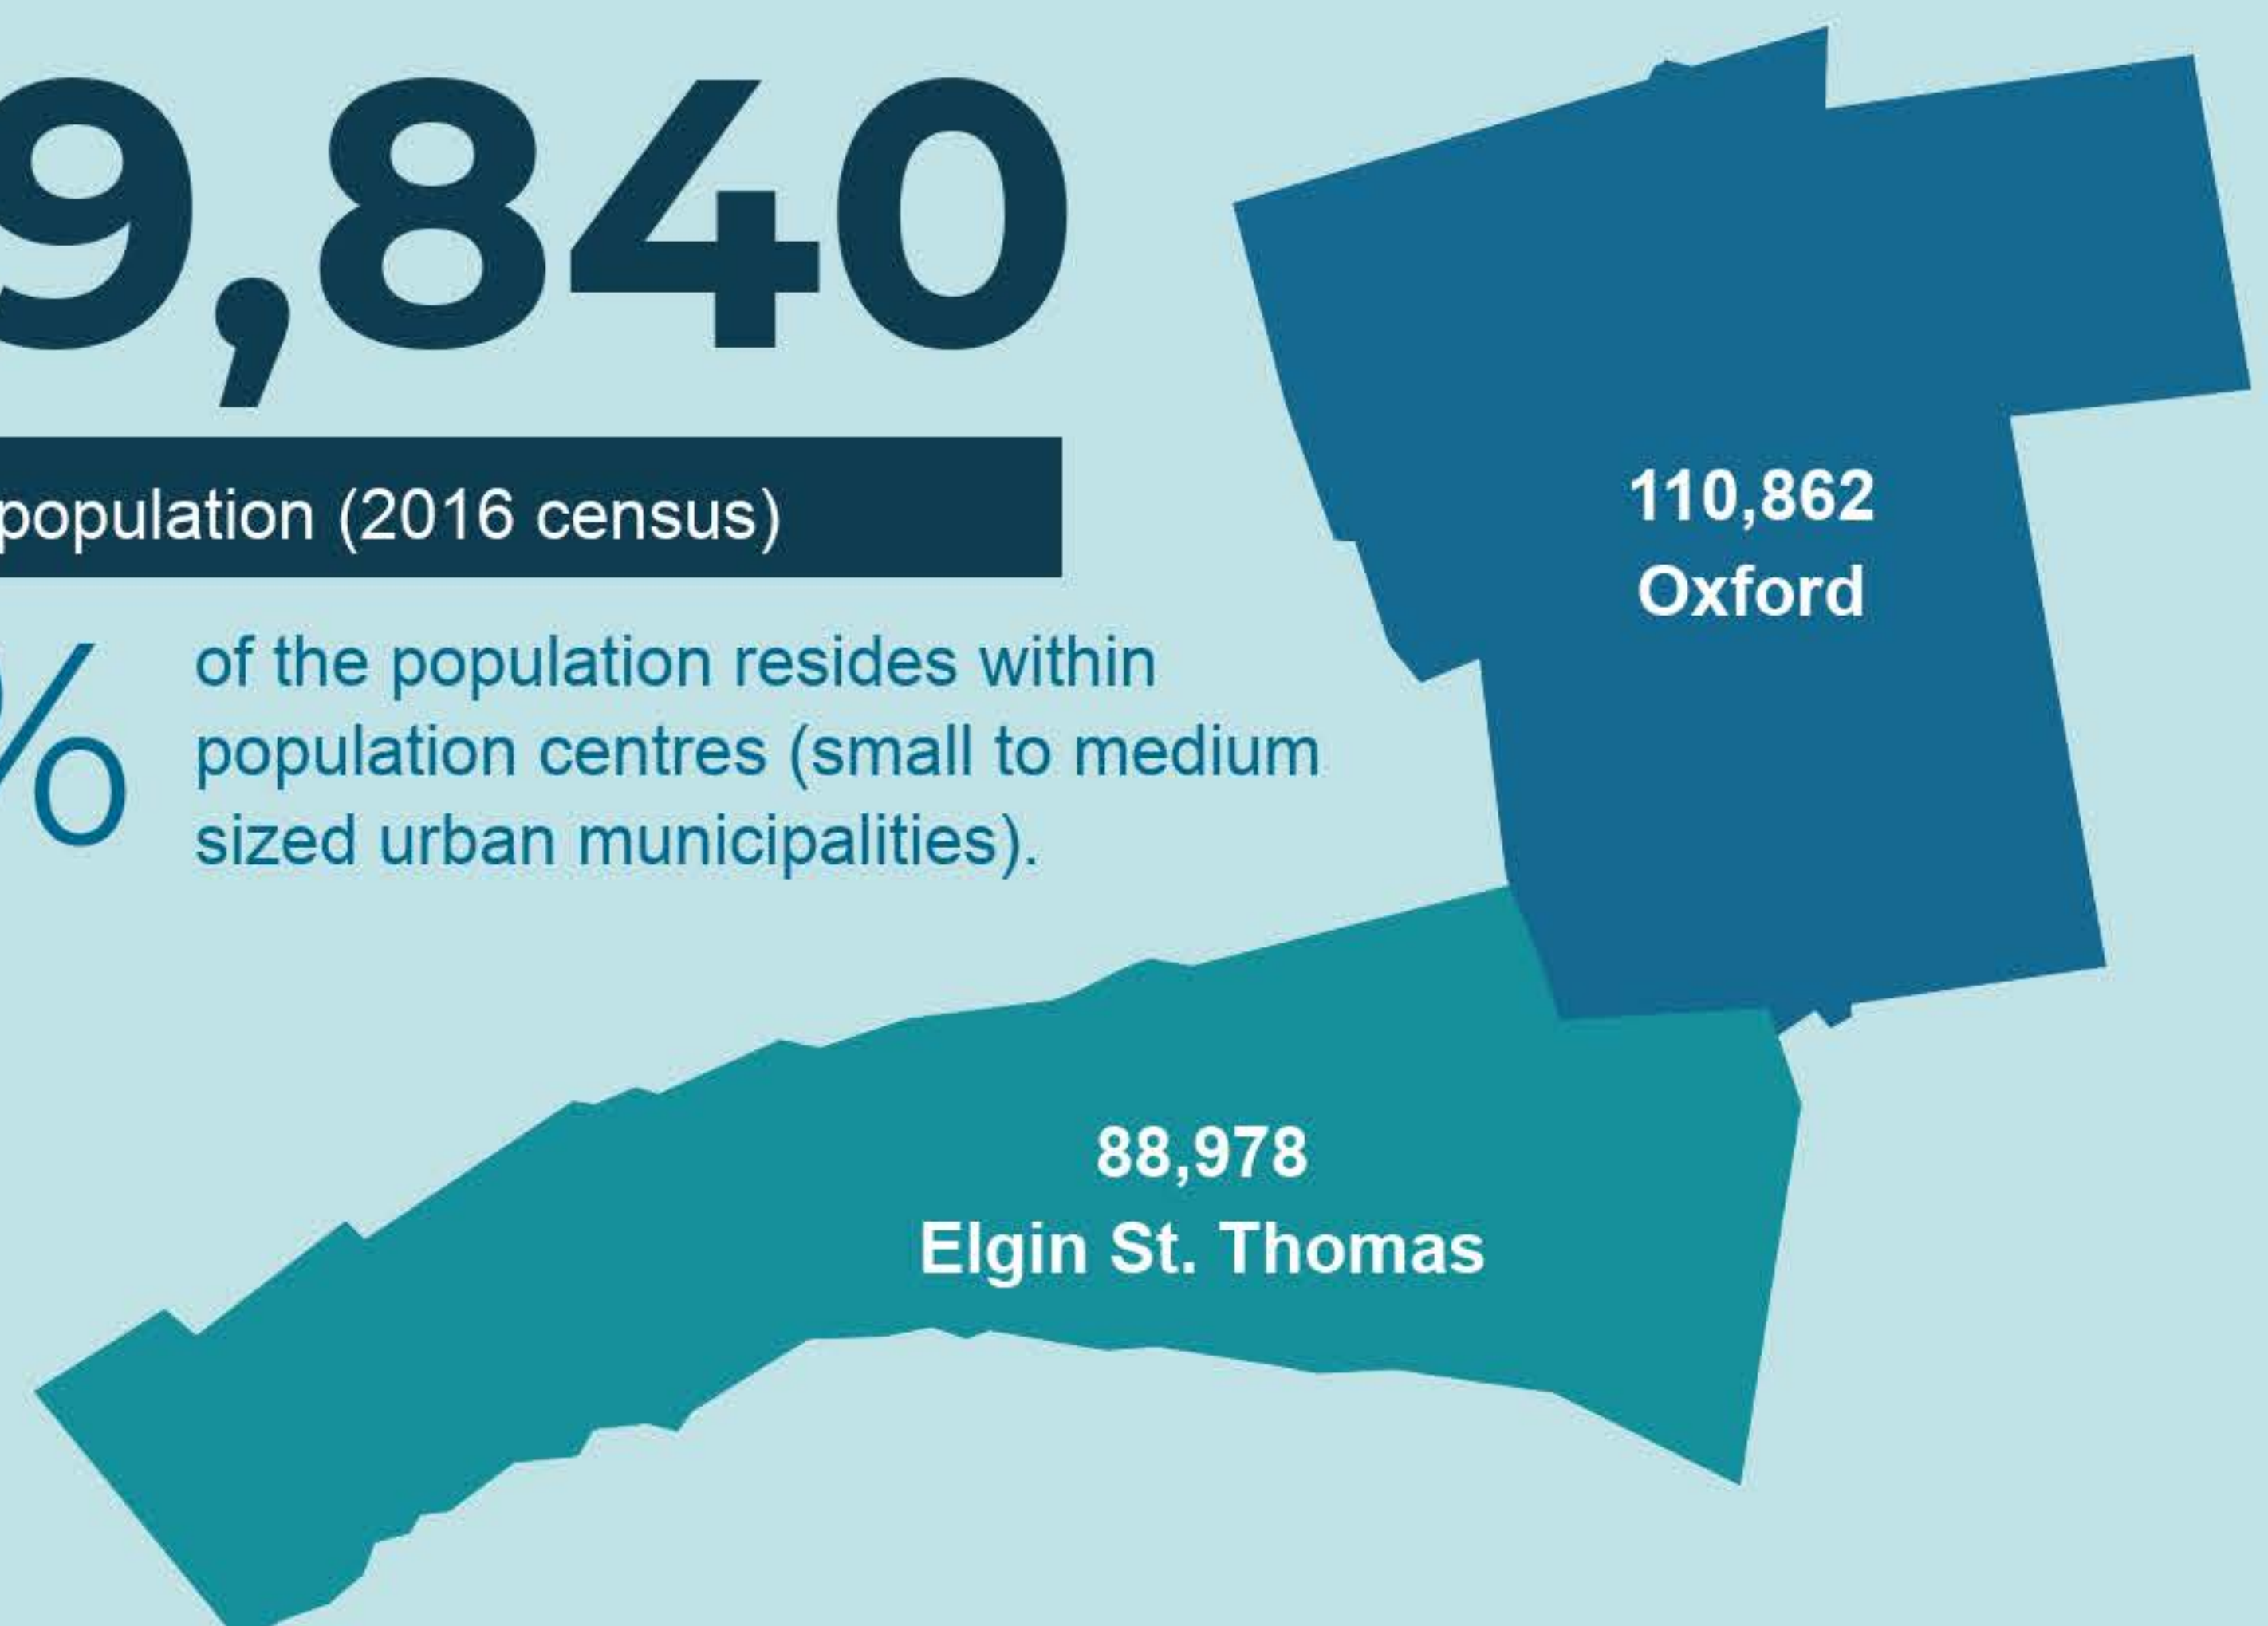 9,840
population (2016 census)
% of the population resides within
population centres (small to medium
sized urban municipalities).
110,862
Oxford
88,978
Elgin St. Thomas